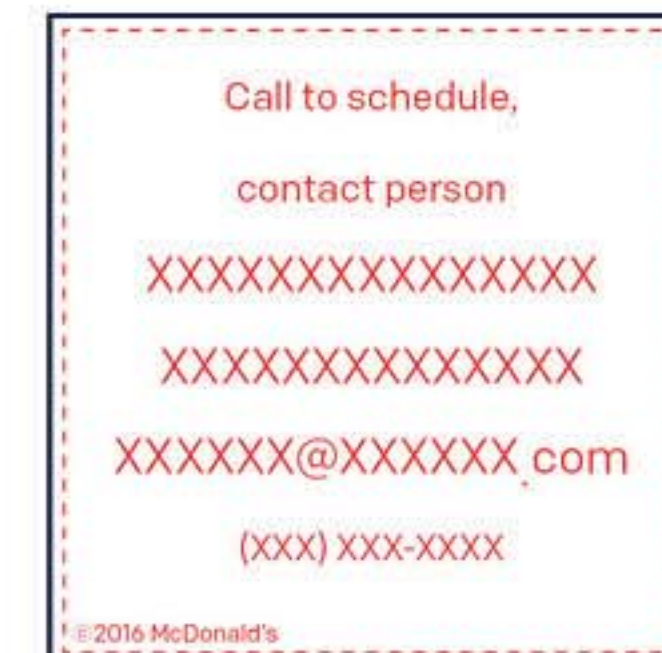 Call to schedule,
contact person
XXXXXXXXXXXXXXX
XXXXXXXXXXXXXX
XXXXXX@XXXXXX.com
(XXX) XXX-XXXX
©2016 McDonald's